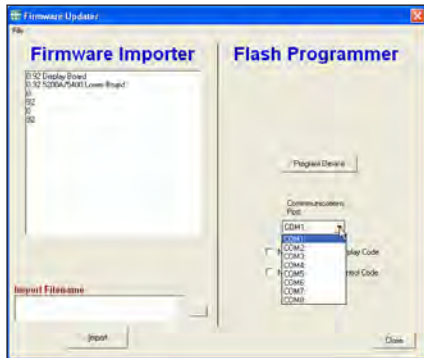 Firmware Updater
File
Firmware Importer
0.92 Display Board
0.92 5200A/5400 Lower Board
0
92
0
92
Import Filename
...
Import
Flash Programmer
Program Device
Communications
Port
COM1
COM1
COM2
COM3
COM4
COM5
COM6
COM7
COM8
play Code
trol Code
Close